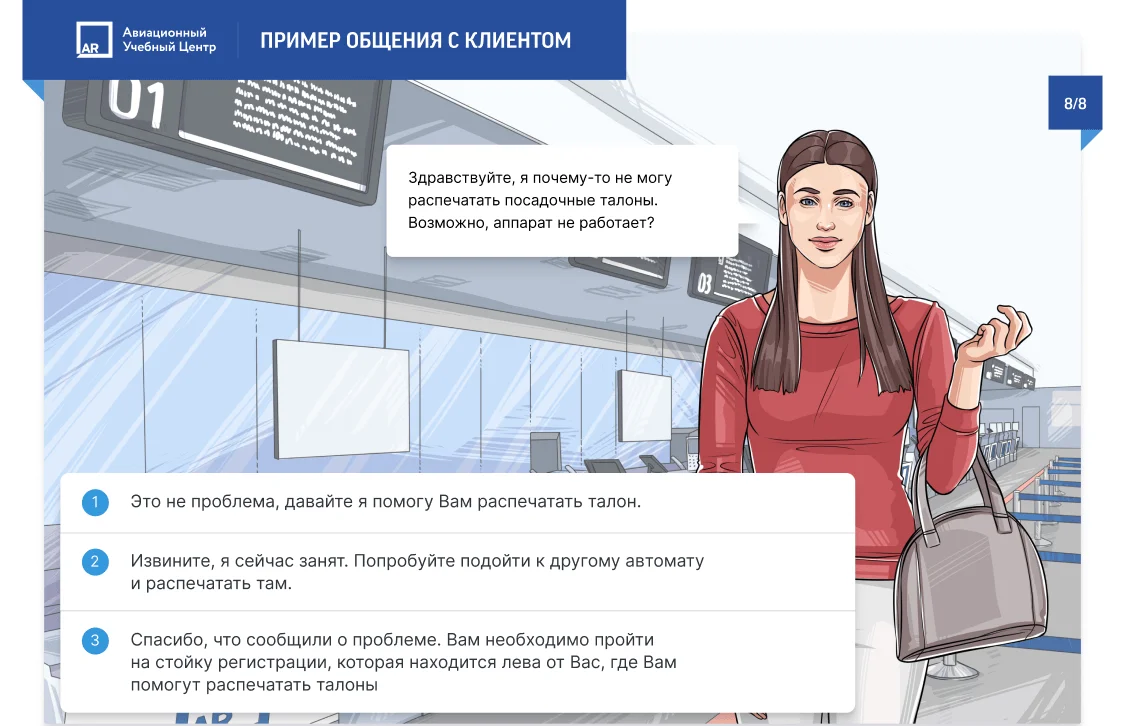 AR
Авиационный
Учебный Центр
ПРИМЕР ОБЩЕНИЯ С КЛИЕНТОМ
8/8
01
Здравствуйте, я почему-то не могу
распечатать посадочные талоны.
Возможно, аппарат не работает?
03
1 Это не проблема, давайте я помогу Вам распечатать талон.
2 Извините, я сейчас занят. Попробуйте подойти к другому автомату
и распечатать там.
3 Спасибо, что сообщили о проблеме. Вам необходимо пройти
на стойку регистрации, которая находится лева от Вас, где Вам
помогут распечатать талоны
AR